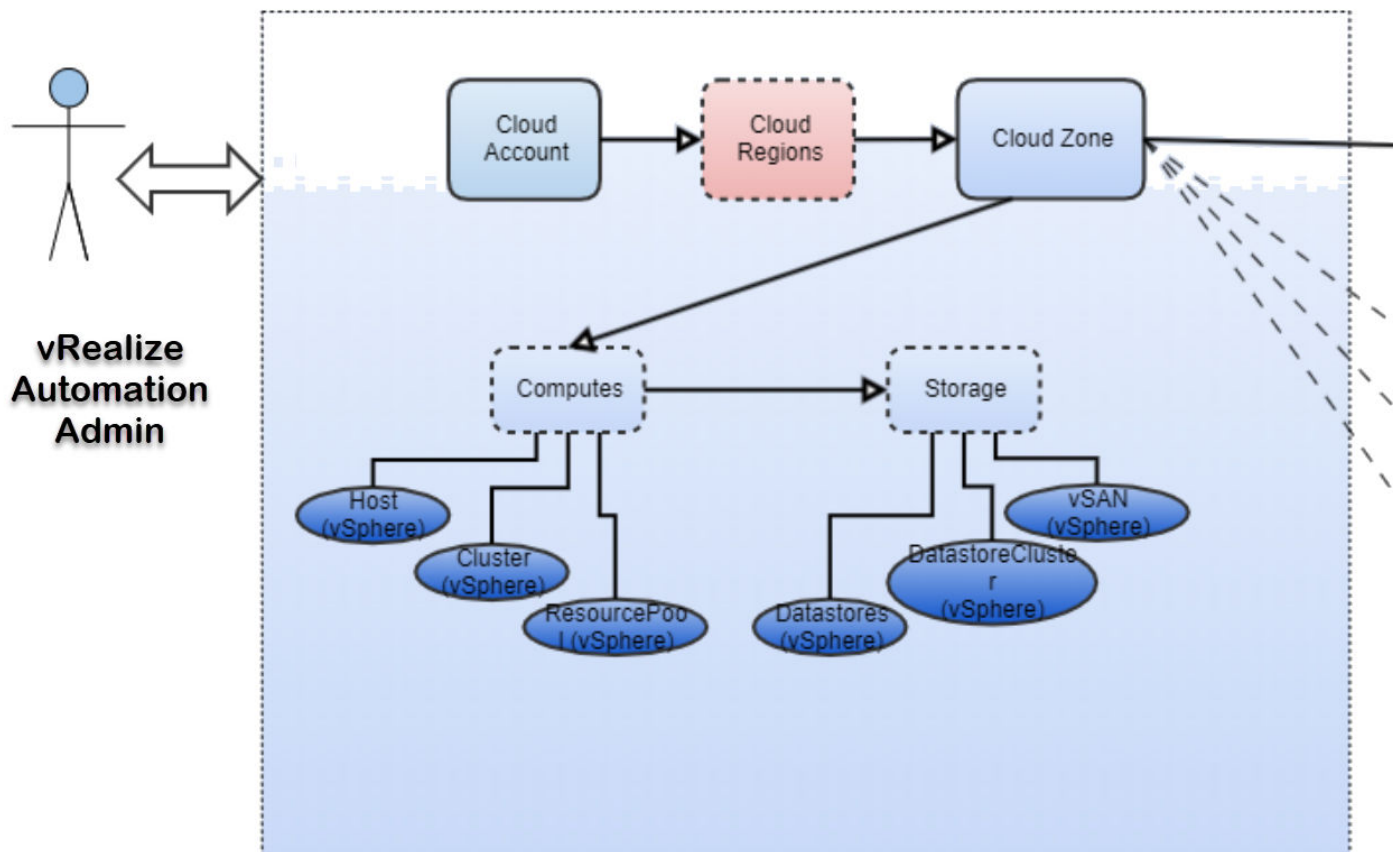 Cloud
Account
Cloud
Regions
Cloud Zone
vRealize
Automation
Admin
Computes
Storage
Host
(vSphere)
Cluster
(vSphere)
ResourcePoo
l (vSphere)
Datastores
(vSphere)
DatastoreCluste
r
(vSphere)
vSAN
(vSphere)